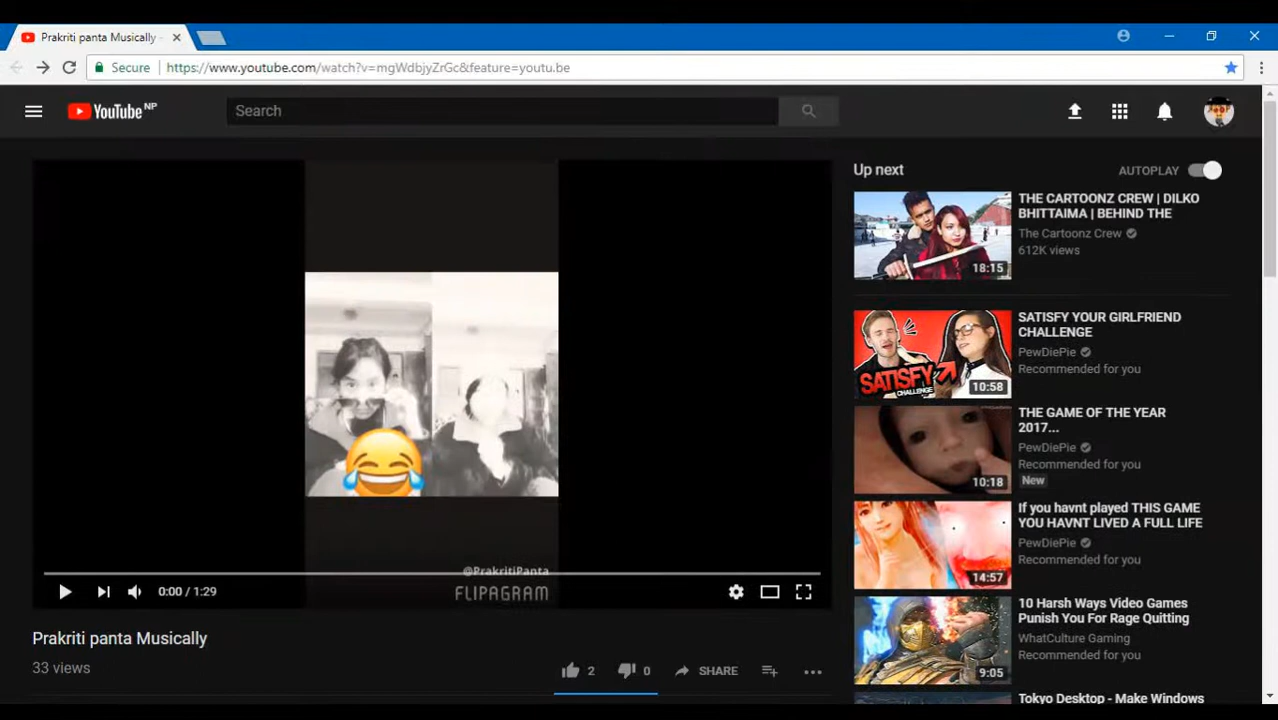 Prakriti panta Musically -
Secure
https://www.youtube.com/watch?v=mgWdbjyZrGc&feature=youtu.be
YouTube NP
Search
Up next
AUTOPLAY
THE CARTOONZ CREW | DILKO
BHITTAIMA | BEHIND THE
The Cartoonz Crew
612K views
18:15
SATISFY YOUR GIRLFRIEND
CHALLENGE
PewDiePie
Recommended for you
SATISFY
CHALLENGE
10:58
THE GAME OF THE YEAR
2017...
PewDiePie
Recommended for you
New
10:18
If you havnt played THIS GAME
YOU HAVNT LIVED A FULL LIFE
PewDiePie
Recommended for you
14:57
10 Harsh Ways Video Games
Punish You For Rage Quitting
WhatCulture Gaming
Recommended for you
9:05
Tokyo Desktop - Make Windows
@PrakritiPanta
FLIPAGRAM
0:00 / 1:29
Prakriti panta Musically
33 views
2
0
SHARE